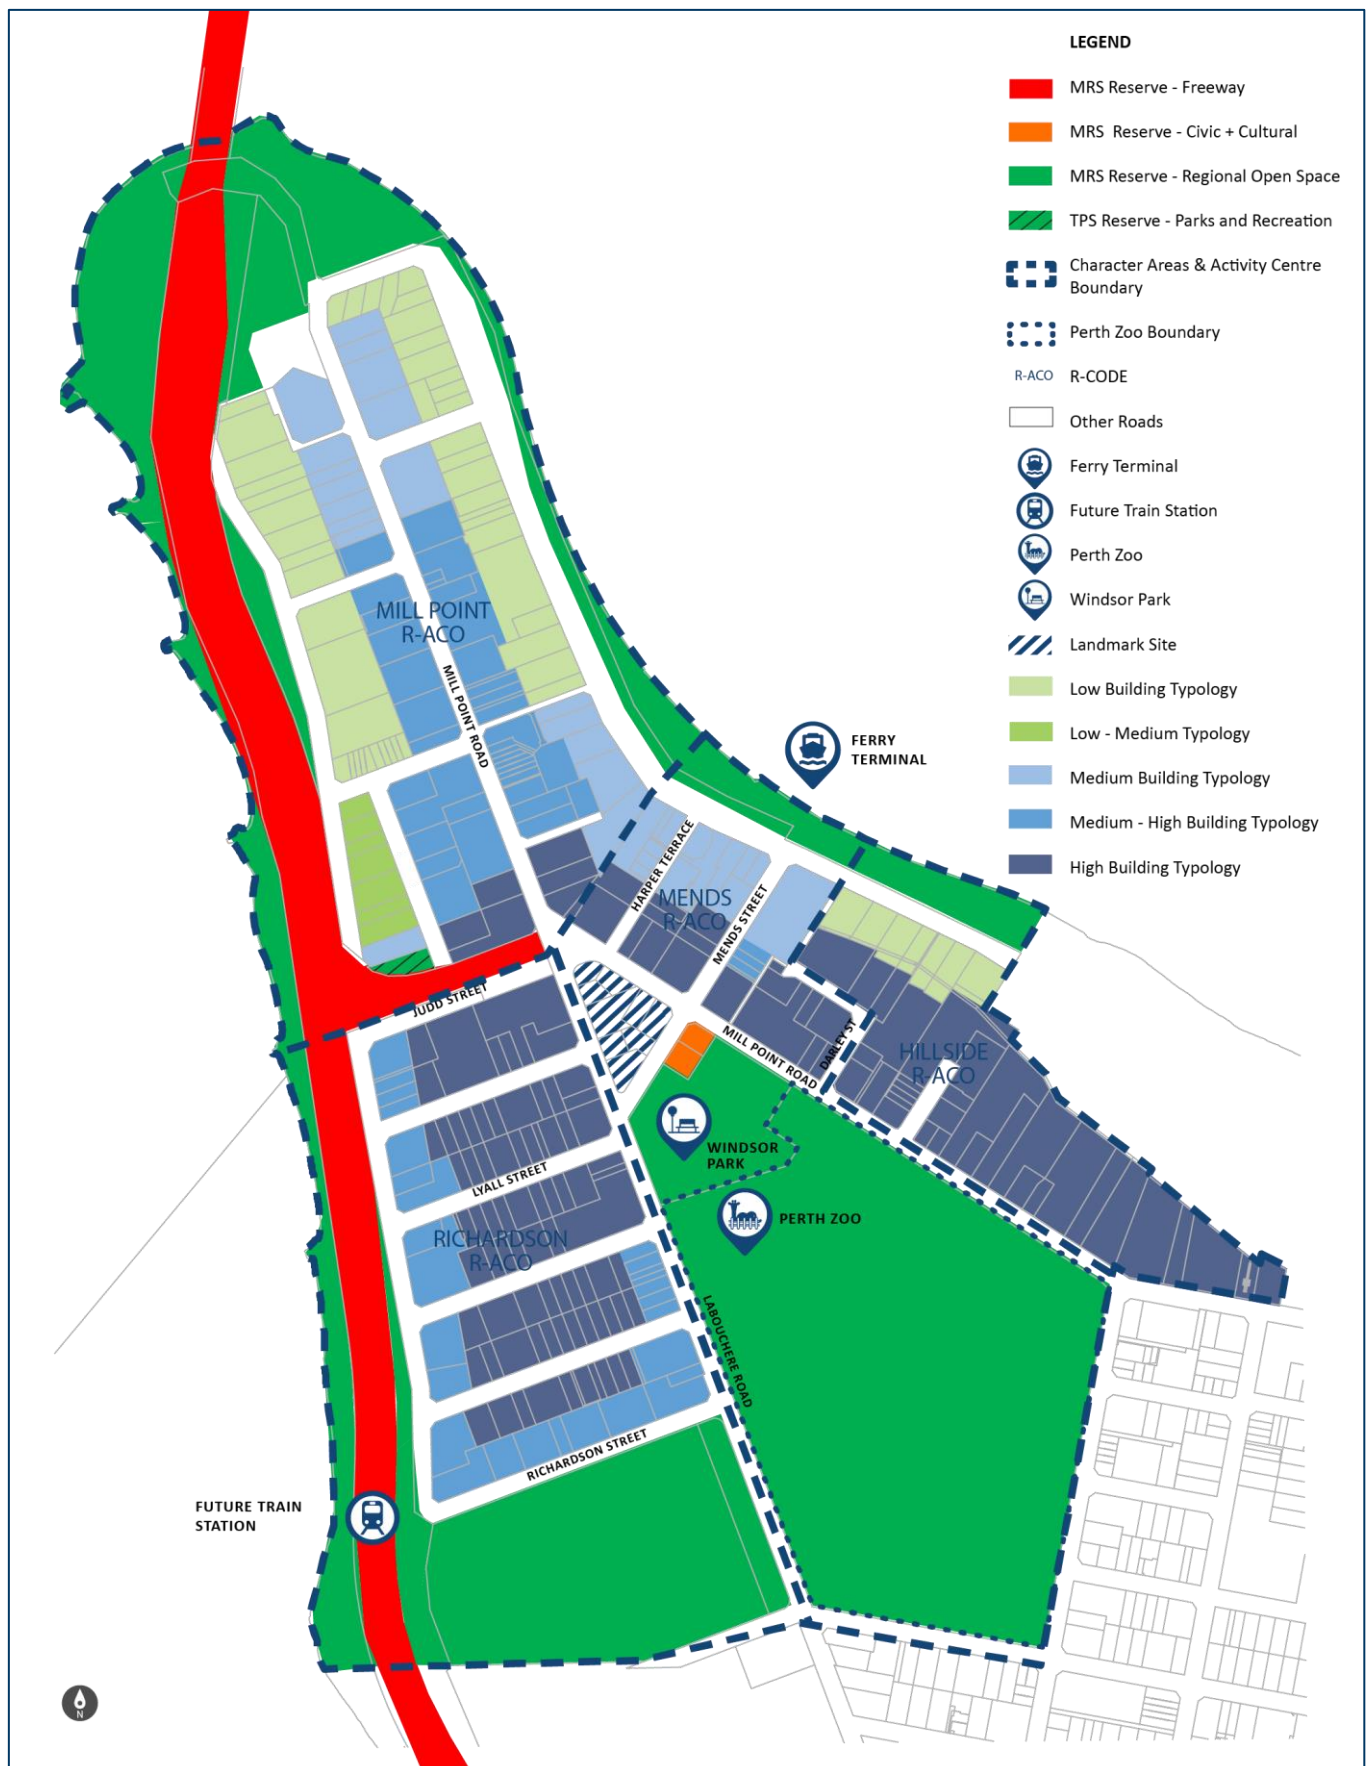 LEGEND
MRS Reserve - Freeway
MRS Reserve - Civic + Cultural
MRS Reserve - Regional Open Space
TPS Reserve - Parks and Recreation
Character Areas & Activity Centre
Boundary
Perth Zoo Boundary
R-ACO R-CODE
Other Roads
Ferry Terminal
Future Train Station
Perth Zoo
Windsor Park
Landmark Site
Low Building Typology
Low - Medium Typology
Medium Building Typology
Medium - High Building Typology
High Building Typology
MILL POINT
R-ACO
MILL POINT ROAD
FERRY
TERMINAL
HARPER TERRACE
MENDS
R-ACO
MENDS STREET
JUDD STREET
MILL POINT ROAD
DARLEY ST
HILLSIDE
R-ACO
WINDSOR
PARK
LYALL STREET
PERTH ZOO
RICHARDSON
R-ACO
LABOUCHERE ROAD
RICHARDSON STREET
FUTURE TRAIN
STATION
N